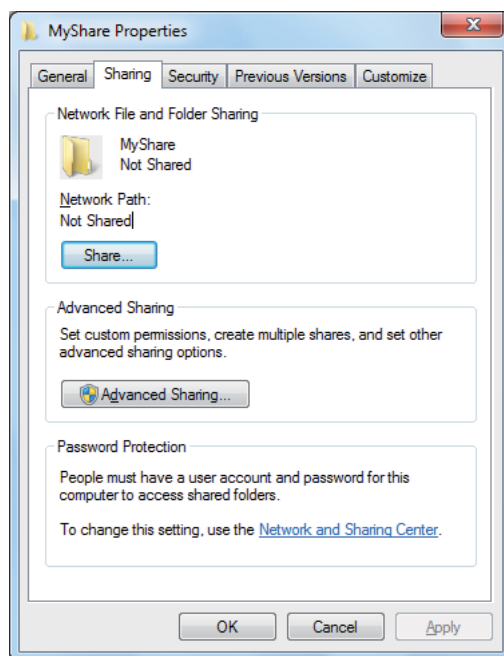 MyShare Properties
General Sharing Security Previous Versions Customize
Network File and Folder Sharing
MyShare
Not Shared
Network Path:
Not Shared
Share...
Advanced Sharing
Set custom permissions, create multiple shares, and set other
advanced sharing options.
Advanced Sharing...
Password Protection
People must have a user account and password for this
computer to access shared folders.
To change this setting, use the Network and Sharing Center.
OK Cancel Apply